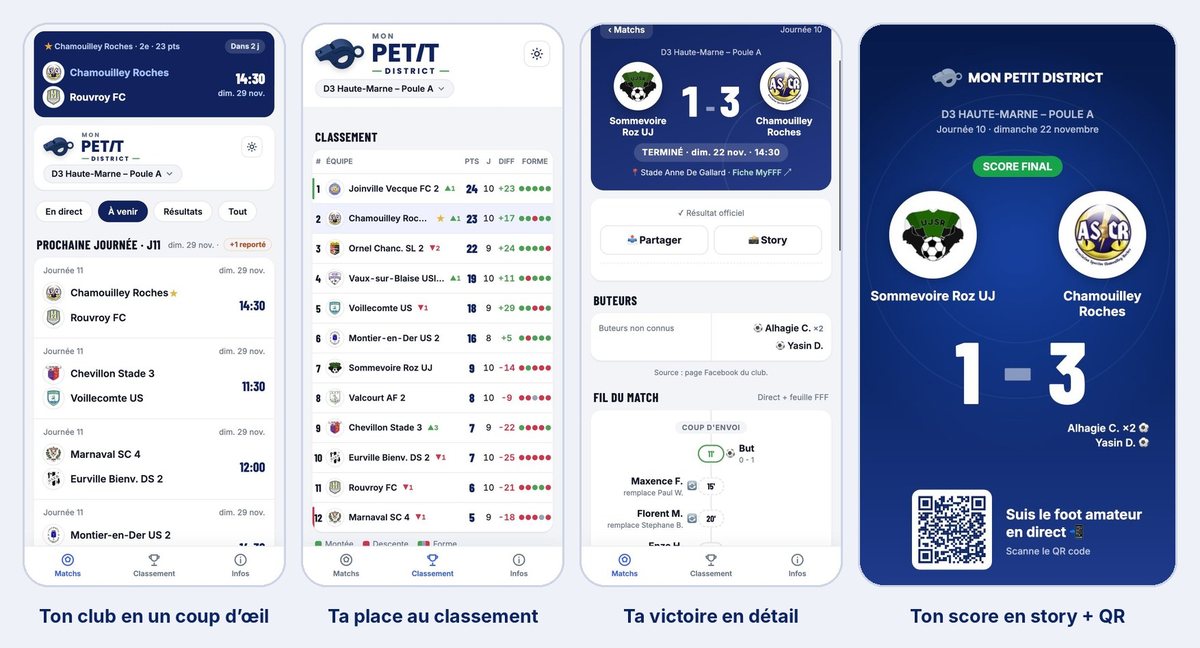 ★ Chamouilley Roches · 2e · 23 pts
Dans 2 j
Chamouilley Roches
Rouvroy FC
14:30
dim. 29 nov.
MON
PETIT
DISTRICT
D3 Haute-Marne – Poule A
En direct
À venir
Résultats
Tout
PROCHAINE JOURNÉE · J11
dim. 29 nov. ·
+1 reporté
Journée 11
dim. 29 nov.
Chamouilley Roches ★
Rouvroy FC
14:30
Journée 11
dim. 29 nov.
Chevillon Stade 3
Voillecomte US
11:30
Journée 11
dim. 29 nov.
Marnaval SC 4
Eurville Bienv. DS 2
12:00
Journée 11
dim. 29 nov.
Montier-en-Der US 2
Matchs
Classement
Infos
Ton club en un coup d’œil
MON
PETIT
DISTRICT
D3 Haute-Marne – Poule A
CLASSEMENT
# ÉQUIPE PTS J DIFF FORME
1 Joinville Vecque FC 2 ▲1 24 10 +23
2 Chamouilley Roc... ★ ▲1 23 10 +17
3 Ornel Chanc. SL 2 ▼2 22 9 +24
4 Vaux-sur-Blaise USI... ▲1 19 10 +11
5 Voillecomte US ▼1 18 9 +29
6 Montier-en-Der US 2 16 8 +5
7 Sommevoire Roz UJ 9 10 -14
8 Valcourt AF 2 8 10 -9
9 Chevillon Stade 3 ▲3 7 9 -22
10 Eurville Bienv. DS 2 ▼1 7 10 -25
11 Rouvroy FC ▼1 6 10 -21
12 Marnaval SC 4 ▼1 5 9 -18
Montée Descente Forme
Matchs
Classement
Infos
Ta place au classement
‹ Matchs
Journée 10
D3 Haute-Marne – Poule A
UJSR
ASCR
1 - 3
Sommevoire
Roz UJ
Chamouilley
Roches
TERMINÉ · dim. 22 nov. · 14:30
Stade Anne De Gallard · Fiche MyFFF ↗
✓ Résultat officiel
Partager
Story
BUTEURS
Buteurs non connus
Alhagie C. ×2
Yasin D.
Source : page Facebook du club.
FIL DU MATCH
Direct + feuille FFF
COUP D'ENVOI
11'
But
0 - 1
Maxence F.
remplace Paul W.
15'
Florent M.
remplace Stephane B.
20'
Matchs
Classement
Infos
Ta victoire en détail
MON PETIT DISTRICT
D3 HAUTE-MARNE – POULE A
Journée 10 · dimanche 22 novembre
SCORE FINAL
UJSR
ASCR
Sommevoire Roz UJ
Chamouilley
Roches
1 - 3
Alhagie C. ×2
Yasin D.
Suis le foot amateur
en direct
Scanne le QR code
Ton score en story + QR